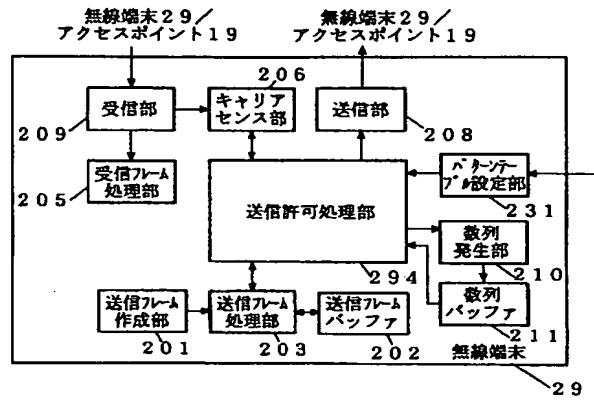 無線端末29／
アクセスポイント19
無線端末29／
アクセスポイント19
206
受信部
キャリア
センス部
送信部
209
208
受信フレーム
処理部
205
パターンテー
ブル設定部
231
送信許可処理部
数列
発生部
294
210
送信フレーム
作成部
送信フレーム
処理部
送信フレーム
バッファ
数列
バッファ
201
203
202
211
無線端末
29